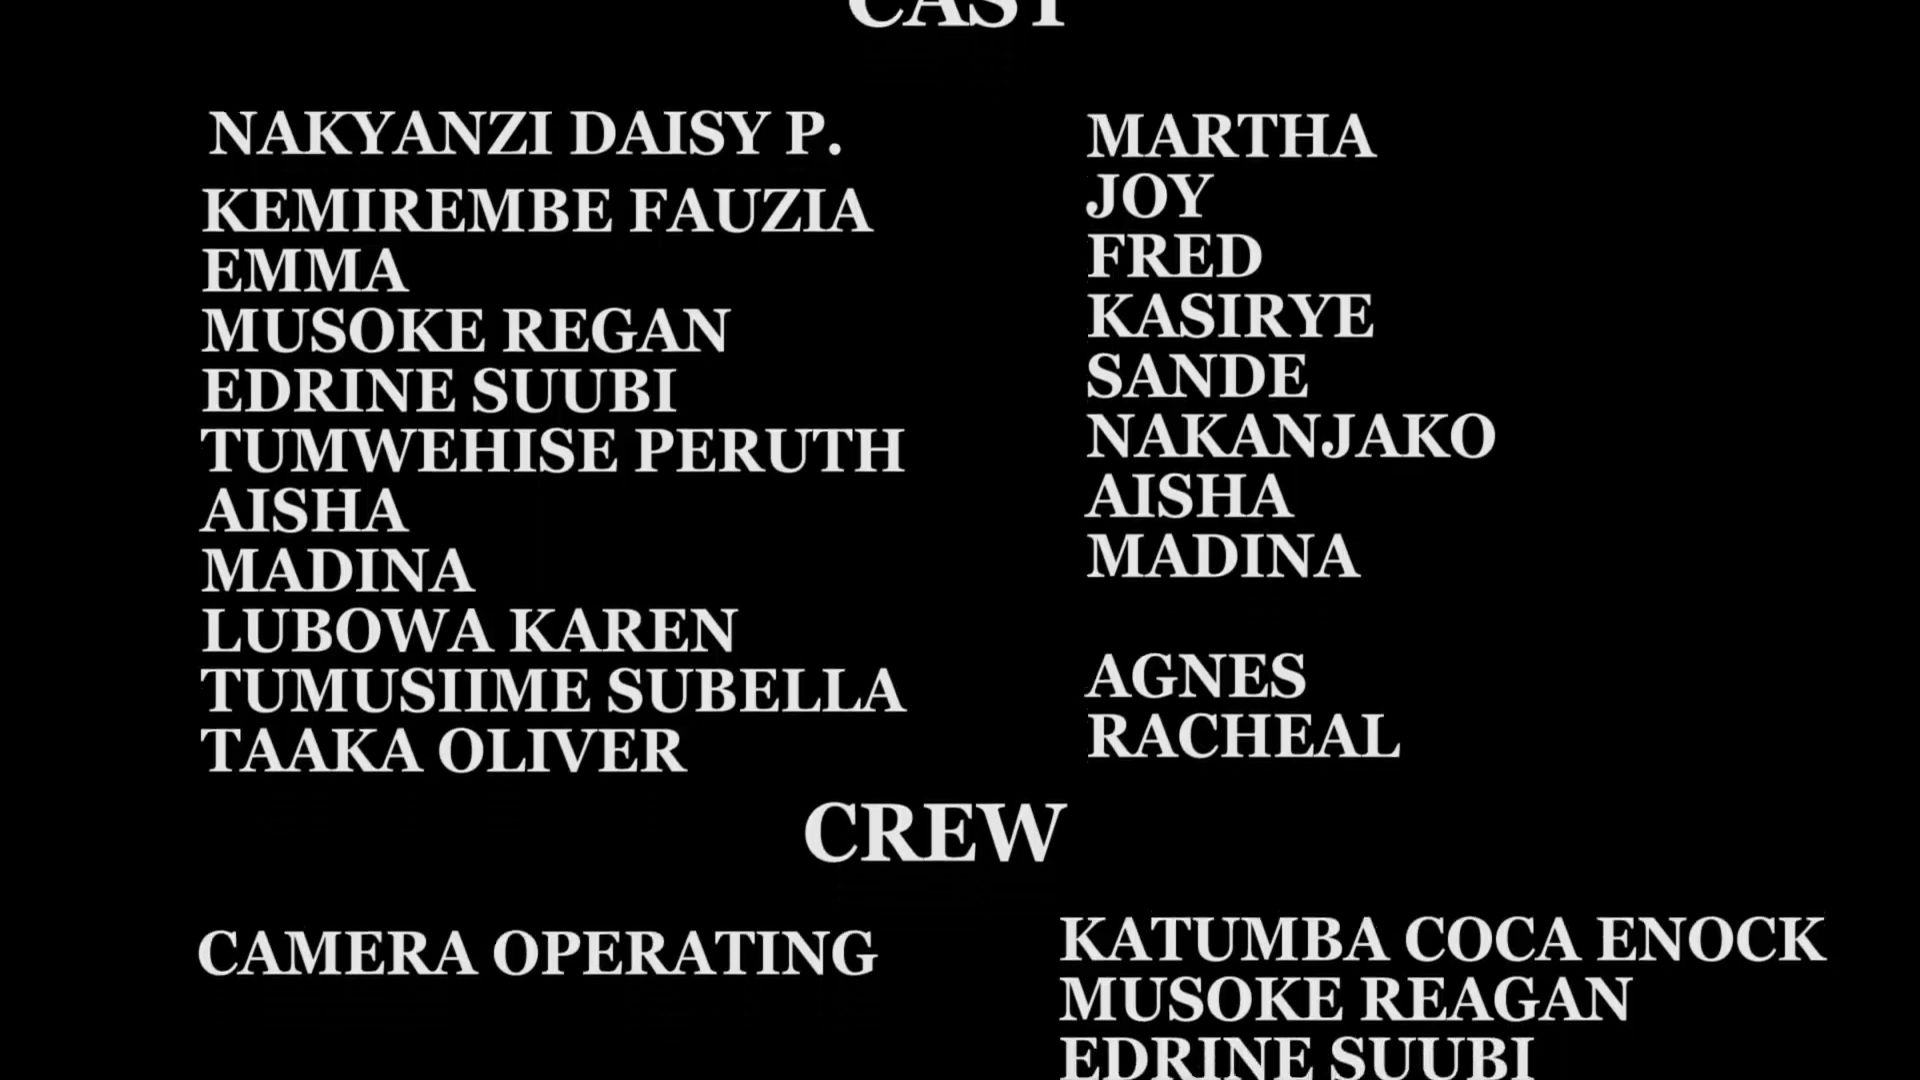 CAST
NAKYANZI DAISY P. MARTHA
KEMIREMBE FAUZIA JOY
EMMA FRED
MUSOKE REGAN KASIRYE
EDRINE SUUBI SANDE
TUMWEHISE PERUTH NAKANJAKO
AISHA AISHA
MADINA MADINA
LUBOWA KAREN
TUMUSIIME SUBELLA AGNES
TAAKA OLIVER RACHEAL
CREW
CAMERA OPERATING KATUMBA COCA ENOCK
MUSOKE REAGAN
EDRINE SUUBI